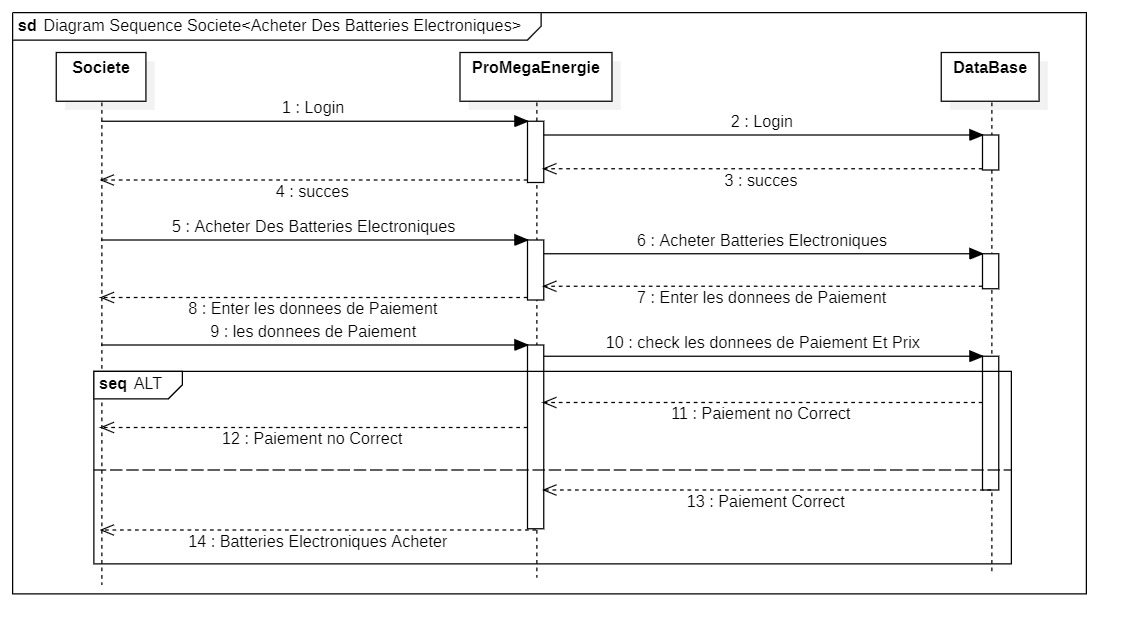 sd Diagram Sequence Societe<Acheter Des Batteries Electroniques>
Societe
ProMegaEnergie
DataBase
1 : Login
2 : Login
3 : succes
4 : succes
5 : Acheter Des Batteries Electroniques
6 : Acheter Batteries Electroniques
7 : Enter les donnees de Paiement
8 : Enter les donnees de Paiement
9 : les donnees de Paiement
10 : check les donnees de Paiement Et Prix
seq ALT
11 : Paiement no Correct
12 : Paiement no Correct
13 : Paiement Correct
14 : Batteries Electroniques Acheter